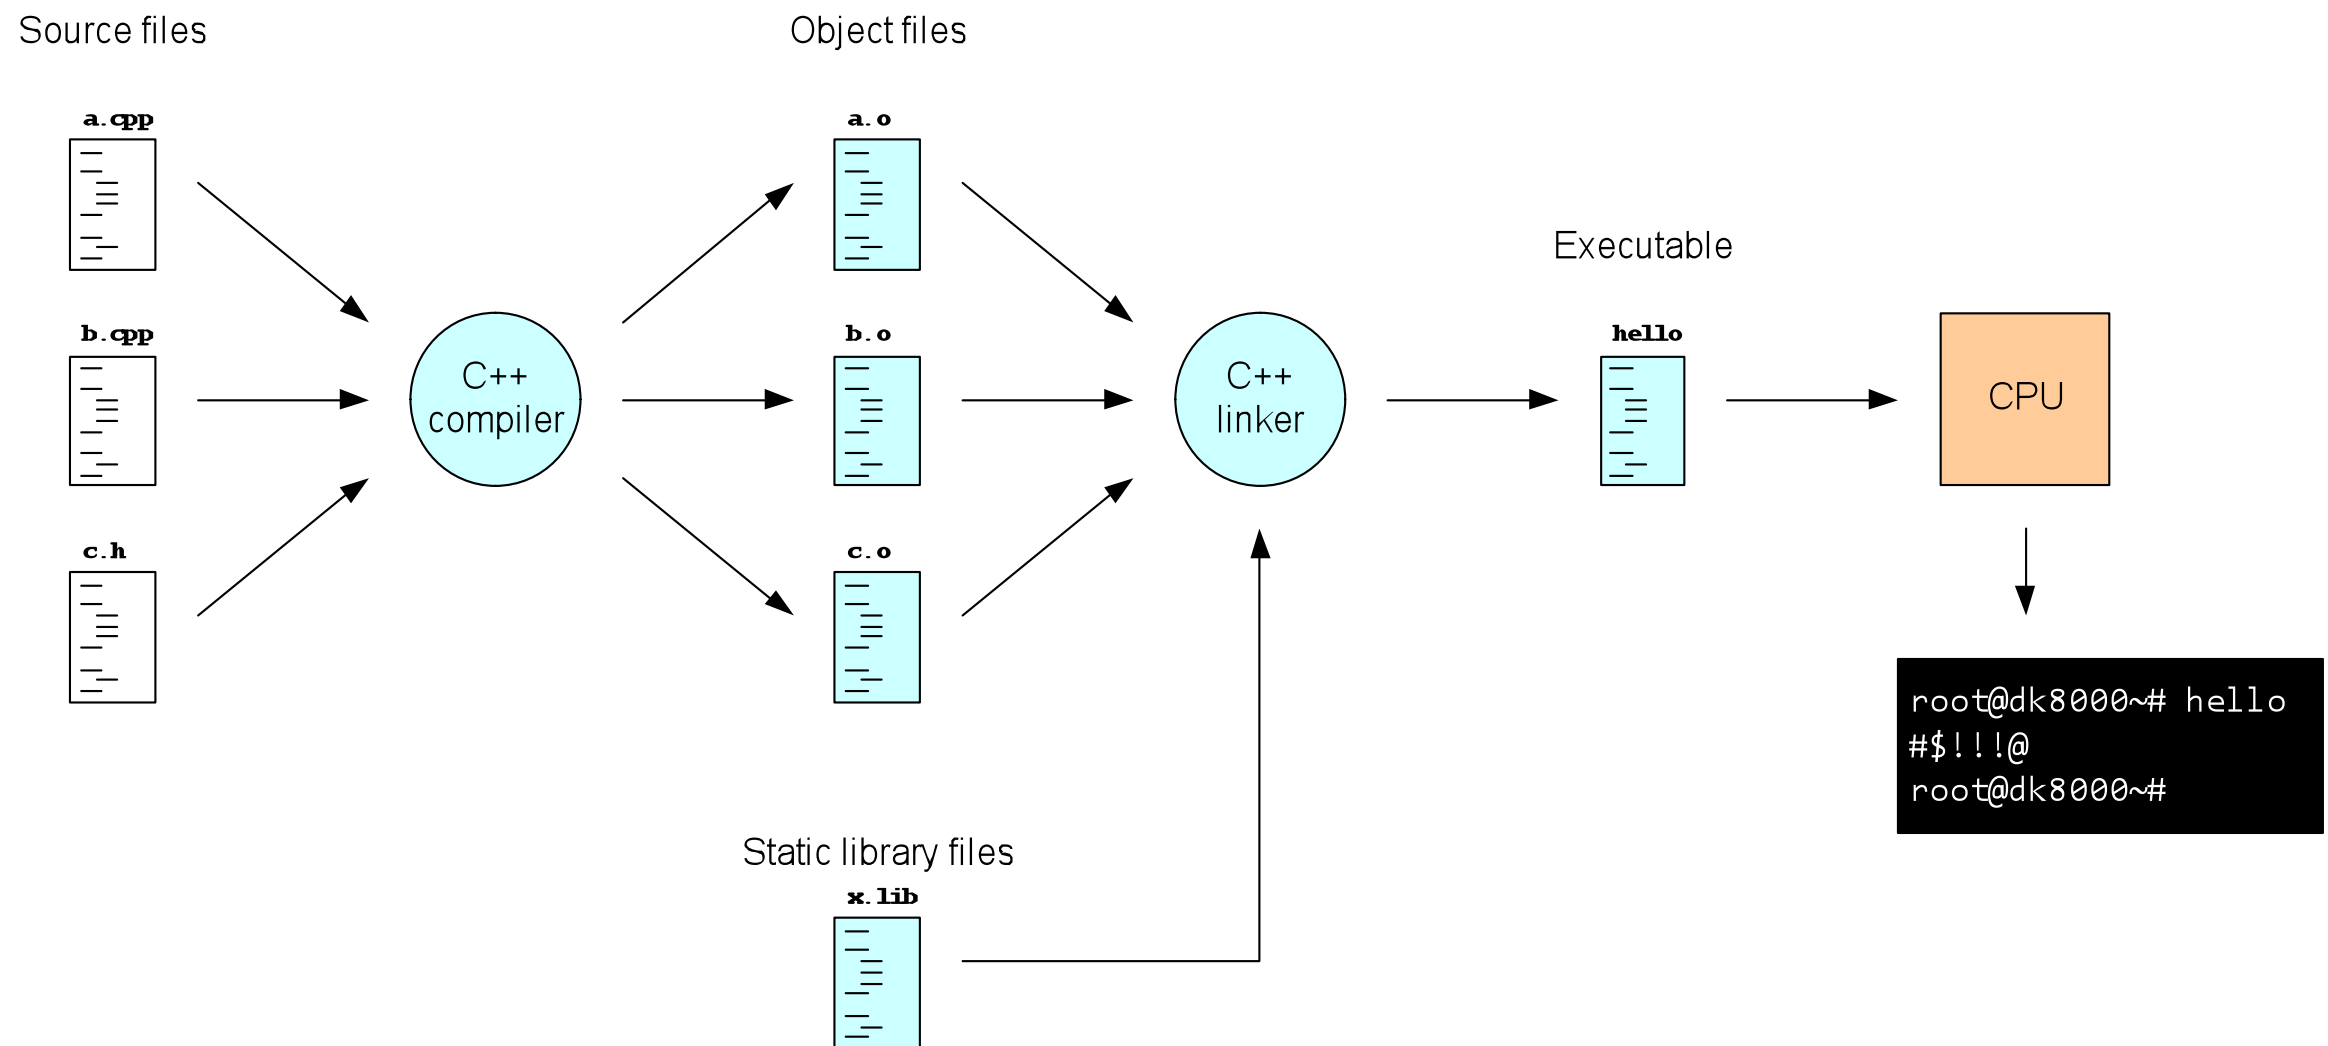 Source files
Object files
a.cpp
a.o
Executable
b.cpp
b.o
hello
C++
compiler
C++
linker
CPU
c.h
c.o
root@dk8000~# hello
#$!!!@
root@dk8000~#
Static library files
x.lib